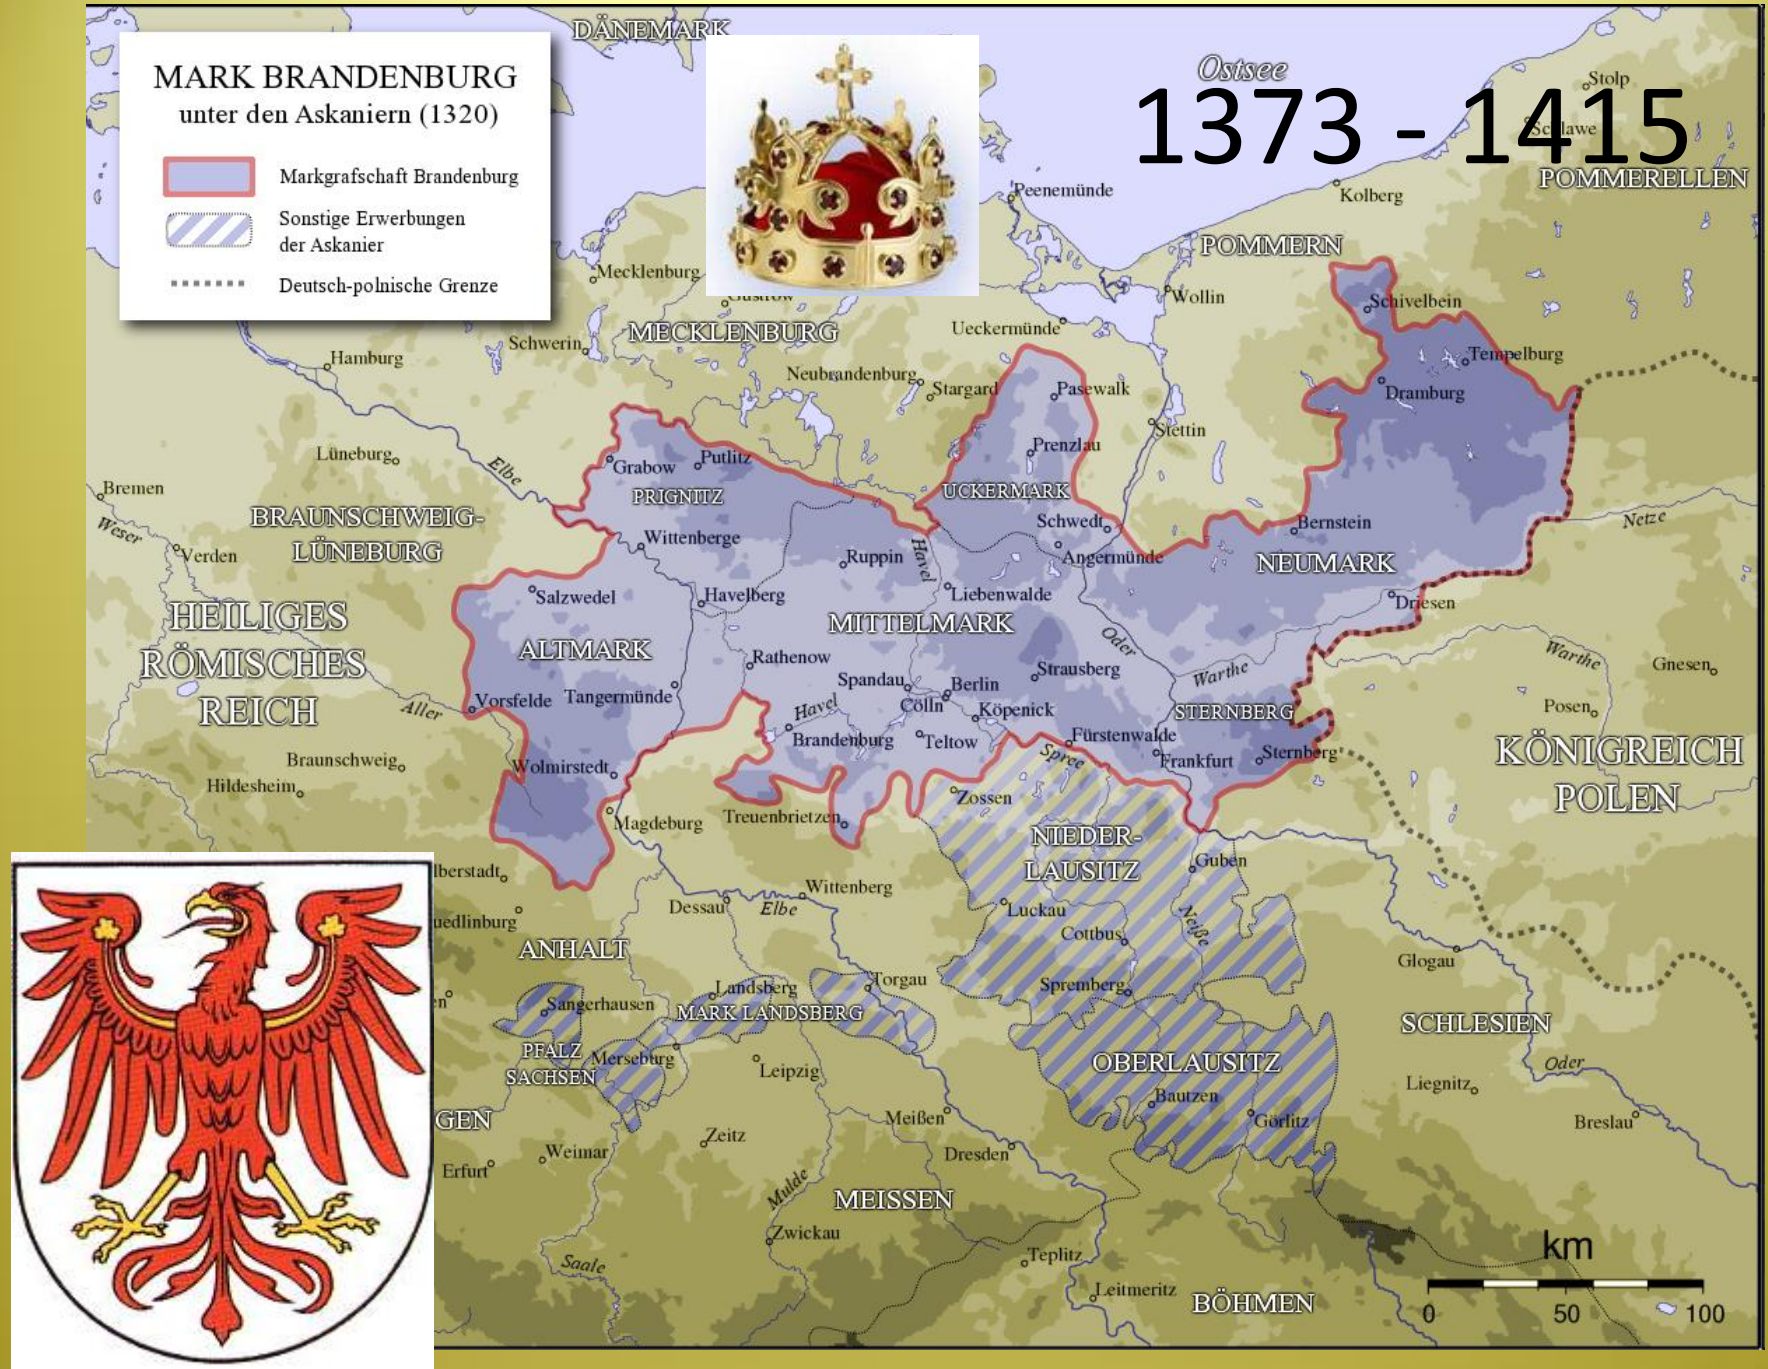 DÄNEMARK
MARK BRANDENBURG
unter den Askaniern (1320)
Markgrafschaft Brandenburg
Sonstige Erwerbungen
der Askanier
Deutsch-polnische Grenze
1373 - 1415
Ostsee
Stolp
Schlawe
POMMERELLEN
Peenemünde
Kolberg
POMMERN
Mecklenburg
Güstrow
Wollin
Schivelbein
MECKLENBURG
Ueckermünde
Schwerin
Hamburg
Tempelburg
Neubrandenburg
Stargard
Pasewalk
Dramburg
Stettin
Prenzlau
Lüneburg
Elbe
Grabow
Putlitz
PRIGNITZ
UCKERMARK
Bremen
BRAUNSCHWEIG-
LÜNEBURG
Weser
Verden
Wittenberge
Schwedt
Bernstein
Netze
Ruppin
Havel
Angermünde
NEUMARK
Salzwedel
Havelberg
Liebenwalde
Driesen
HEILIGES
RÖMISCHES
REICH
MITTELMARK
ALTMARK
Oder
Rathenow
Warthe
Warthe
Gnesen
Strausberg
Spandau
Berlin
Vorsfelde
Tangermünde
Cölln
Köpenick
STERNBERG
Posen
Aller
Havel
Brandenburg
Teltow
Fürstenwalde
Spree
Frankfurt
Sternberg
KÖNIGREICH
POLEN
Braunschweig
Wolmirstedt
Hildesheim
Zossen
Magdeburg
Treuenbrietzen
NIEDER-
LAUSITZ
Guben
lberstadt
Wittenberg
Dessau
Elbe
Luckau
Neiße
uedlinburg
ANHALT
Cottbus
Glogau
Torgau
Landsberg
Spremberg
en
Sangerhausen
MARK LANDSBERG
SCHLESIEN
PFALZ
SACHSEN
Merseburg
Leipzig
OBERLAUSITZ
Oder
Liegnitz
Bautzen
Görlitz
Breslau
GEN
Meißen
Zeitz
Weimar
Erfurt
Dresden
Mulde
MEISSEN
Zwickau
Saale
Teplitz
Leitmeritz
BÖHMEN
km
0 50 100